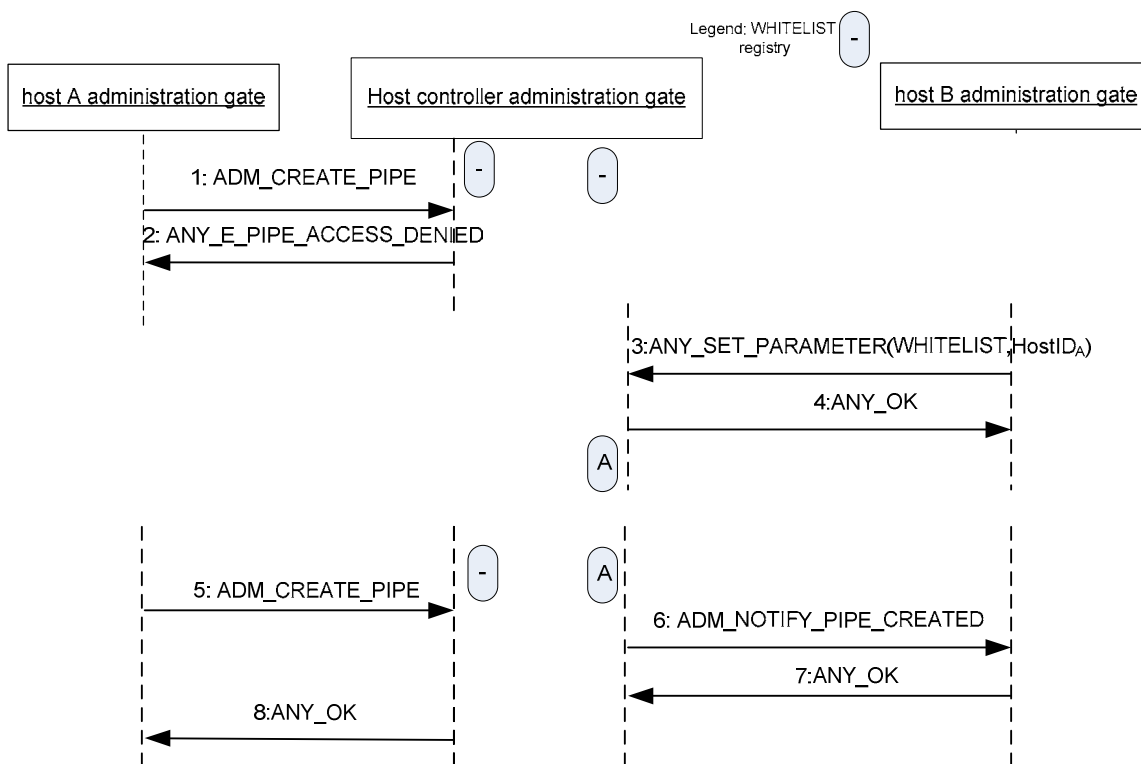 Legend: WHITELIST
registry
-
host A administration gate
Host controller administration gate
host B administration gate
-
-
1: ADM_CREATE_PIPE
2: ANY_E_PIPE_ACCESS_DENIED
3:ANY_SET_PARAMETER(WHITELIST,HostIDA)
4:ANY_OK
A
-
A
5: ADM_CREATE_PIPE
6: ADM_NOTIFY_PIPE_CREATED
7:ANY_OK
8:ANY_OK